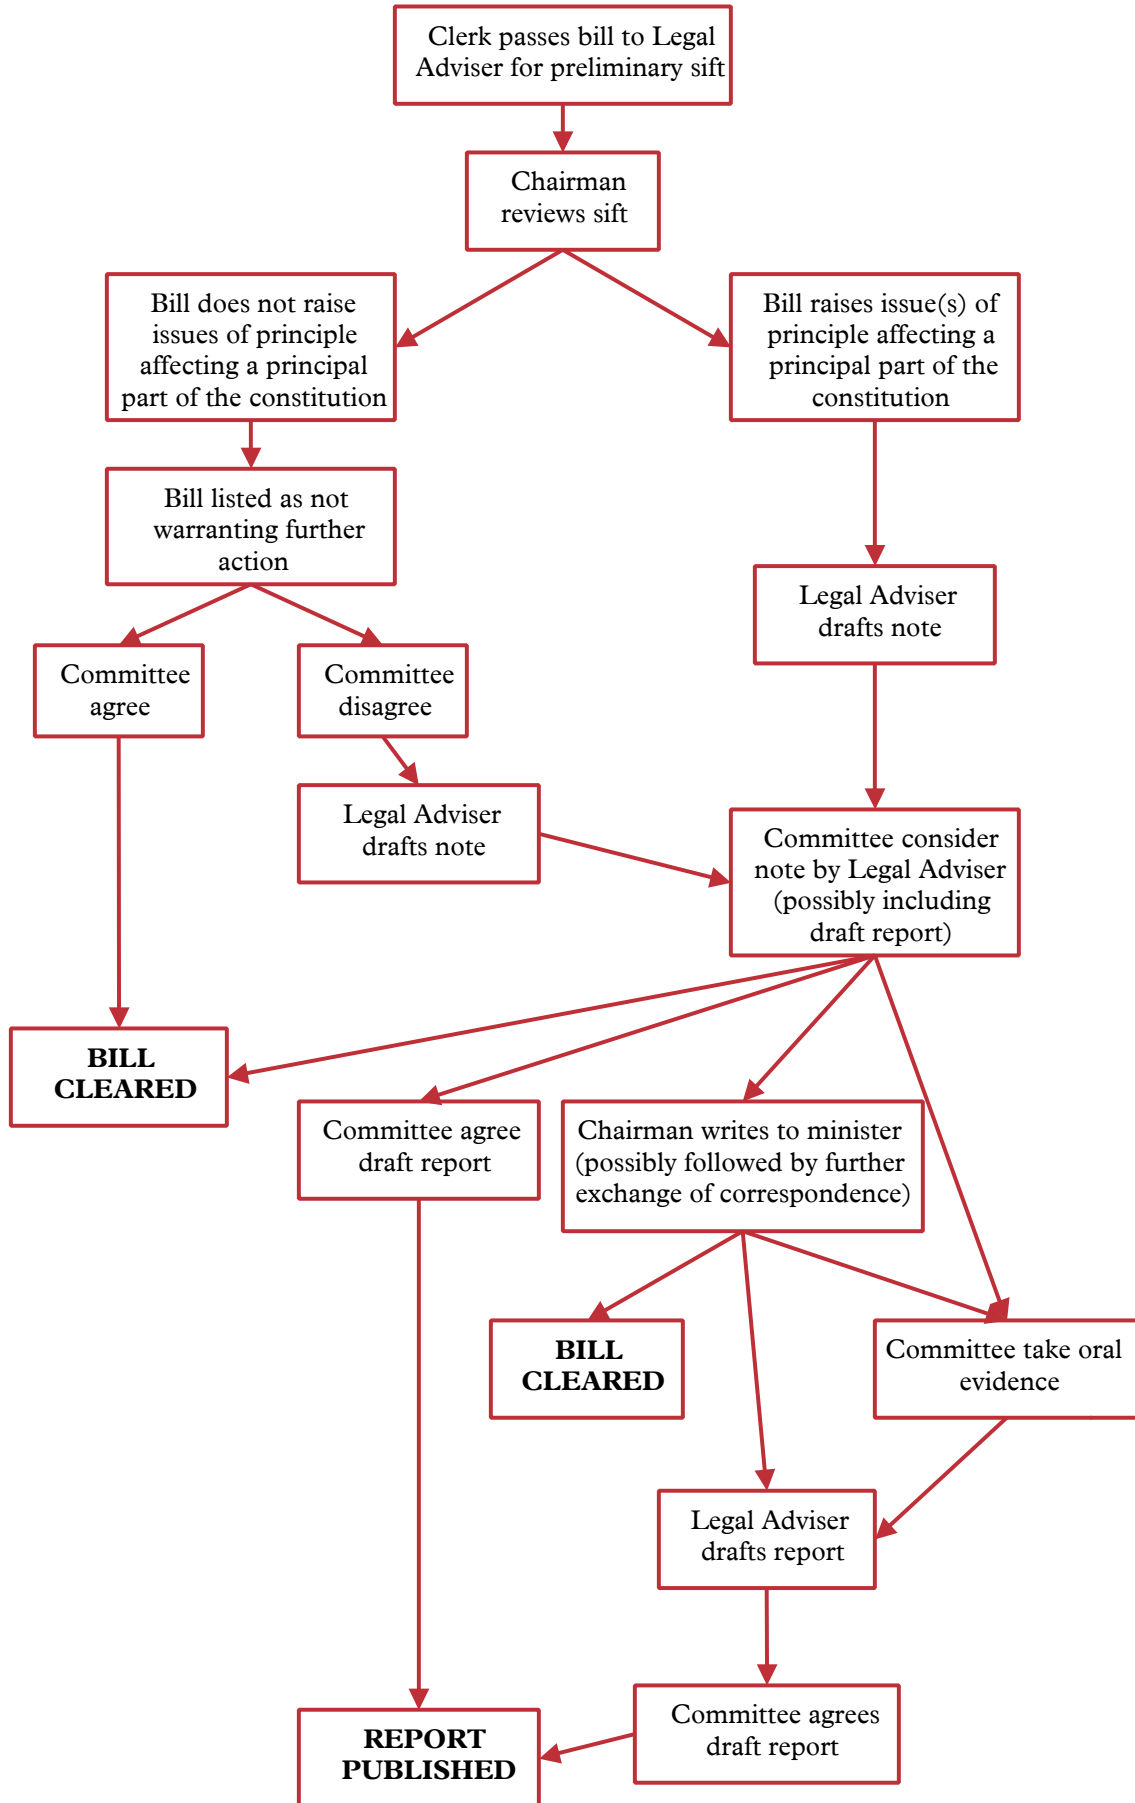 Clerk passes bill to Legal
Adviser for preliminary sift
Chairman
reviews sift
Bill does not raise
issues of principle
affecting a principal
part of the constitution
Bill raises issue(s) of
principle affecting a
principal part of the
constitution
Bill listed as not
warranting further
action
Legal Adviser
drafts note
Committee
agree
Committee
disagree
Legal Adviser
drafts note
Committee consider
note by Legal Adviser
(possibly including
draft report)
BILL
CLEARED
Committee agree
draft report
Chairman writes to minister
(possibly followed by further
exchange of correspondence)
BILL
CLEARED
Committee take oral
evidence
Legal Adviser
drafts report
Committee agrees
draft report
REPORT
PUBLISHED